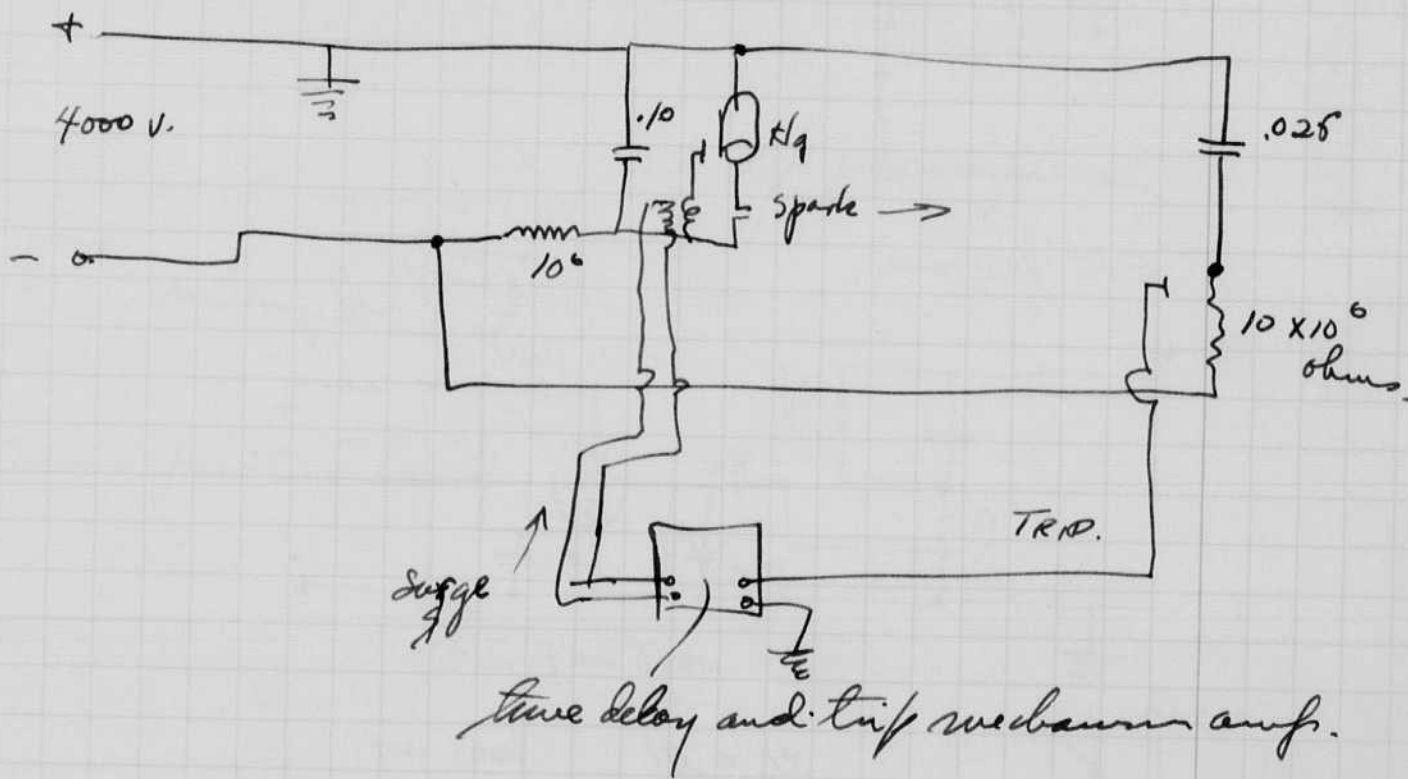 +
4000 v.
.10
Hg
.025
spark →
-
10⁶
10 x 10⁶
ohms.
TRIP.
surge
time delay and trip mechanism amp.